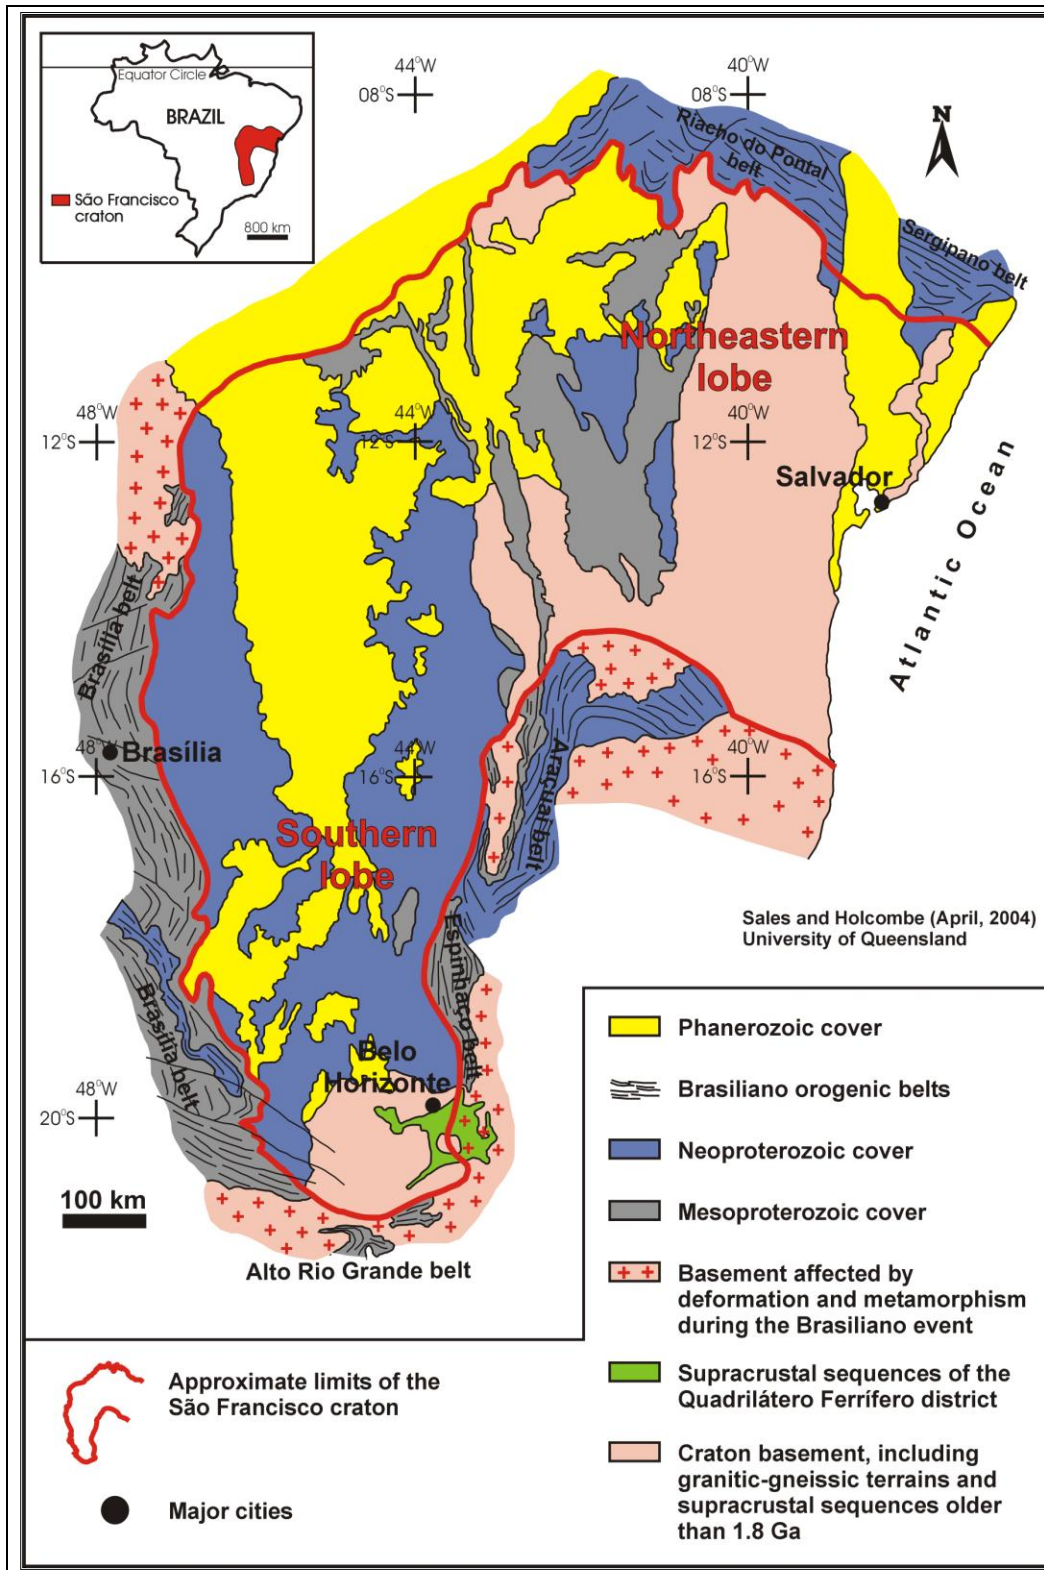 Equator Circle
BRAZIL
São Francisco
craton
800 km
44°W
08°S
40°W
08°S
N
Riacho do Pontal
belt
Sergipano belt
Northeastern
lobe
48°W
12°S
44°W
12°S
40°W
12°S
Salvador
Atlantic Ocean
Brasília belt
48°W
Brasília
16°S
44°W
16°S
40°W
16°S
Araçuaí belt
Southern
lobe
Espinhaço belt
Sales and Holcombe (April, 2004)
University of Queensland
Brasília belt
Belo
Horizonte
48°W
20°S
100 km
Alto Rio Grande belt
Phanerozoic cover
Brasiliano orogenic belts
Neoproterozoic cover
Mesoproterozoic cover
Basement affected by
deformation and metamorphism
during the Brasiliano event
Supracrustal sequences of the
Quadrilátero Ferrífero district
Craton basement, including
granitic-gneissic terrains and
supracrustal sequences older
than 1.8 Ga
Approximate limits of the
São Francisco craton
Major cities